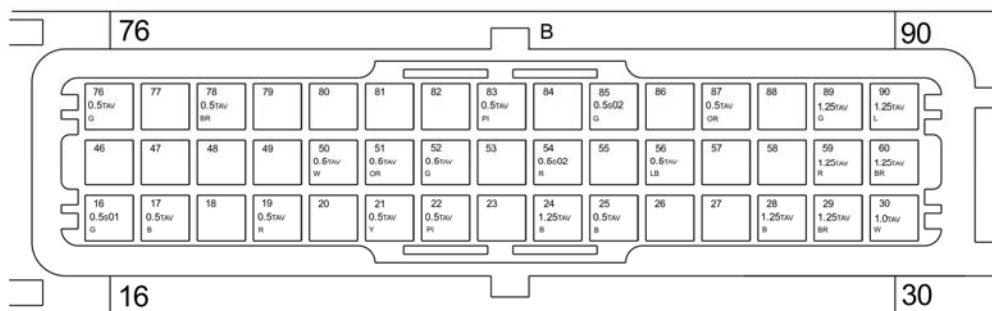 76 B 90
76 77 78 79 80 81 82 83 84 85 86 87 88 89 90
0.5TAV 0.5TAV 0.5TAV 0.5S02 0.5TAV 1.25TAV 1.25TAV
G BR PI G OR G L
46 47 48 49 50 51 52 53 54 55 56 57 58 59 60
0.5TAV 0.5TAV 0.5TAV 0.5S02 0.5TAV 1.25TAV 1.25TAV
W OR G R LB R BR
16 17 18 19 20 21 22 23 24 25 26 27 28 29 30
0.5S01 0.5TAV 0.5TAV 0.5TAV 0.5TAV 1.25TAV 0.5TAV 1.25TAV 1.25TAV 1.0TAV
G B R Y PI B B B BR W
16 30